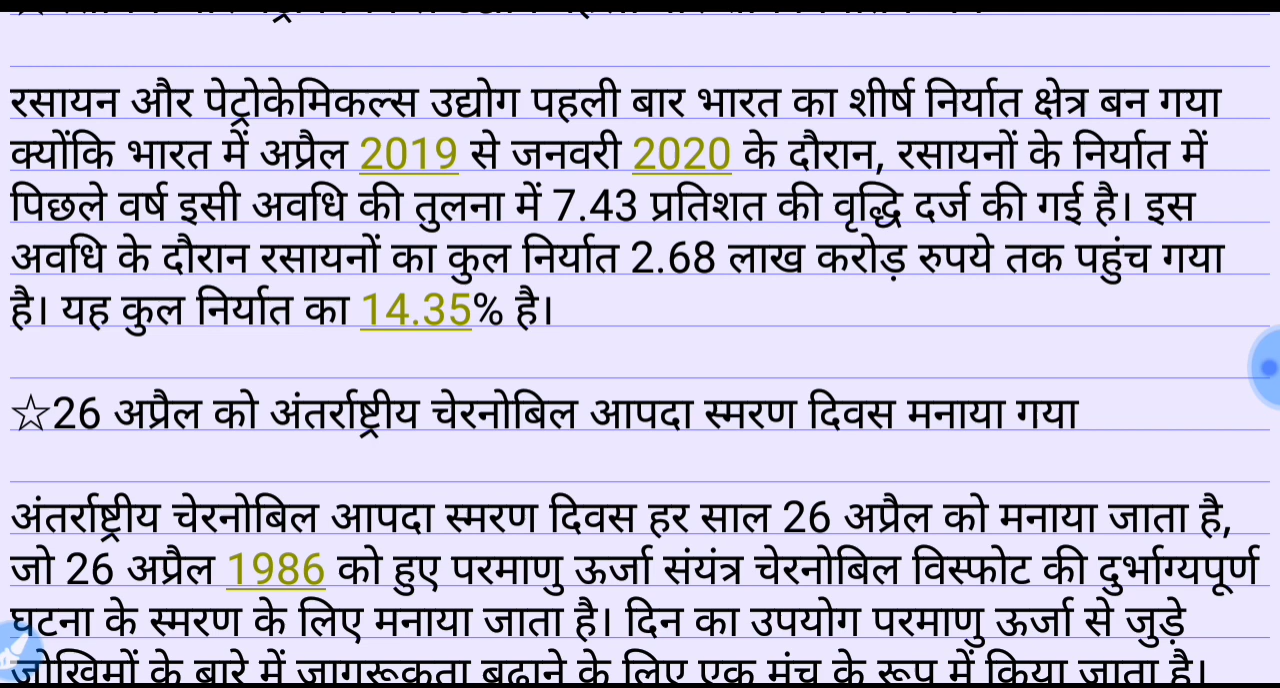 रसायन और पेट्रोकेमिकल्स उद्योग पहली बार भारत का शीर्ष निर्यात क्षेत्र बन गया
क्योंकि भारत में अप्रैल 2019 से जनवरी 2020 के दौरान, रसायनों के निर्यात में
पिछले वर्ष इसी अवधि की तुलना में 7.43 प्रतिशत की वृद्धि दर्ज की गई है। इस
अवधि के दौरान रसायनों का कुल निर्यात 2.68 लाख करोड़ रुपये तक पहुंच गया
है। यह कुल निर्यात का 14.35% है।
☆26 अप्रैल को अंतर्राष्ट्रीय चेरनोबिल आपदा स्मरण दिवस मनाया गया
अंतर्राष्ट्रीय चेरनोबिल आपदा स्मरण दिवस हर साल 26 अप्रैल को मनाया जाता है,
जो 26 अप्रैल 1986 को हुए परमाणु ऊर्जा संयंत्र चेरनोबिल विस्फोट की दुर्भाग्यपूर्ण
घटना के स्मरण के लिए मनाया जाता है। दिन का उपयोग परमाणु ऊर्जा से जुड़े
जोखिमों के बारे में जागरूकता बढ़ाने के लिए एक मंच के रूप में किया जाता है।